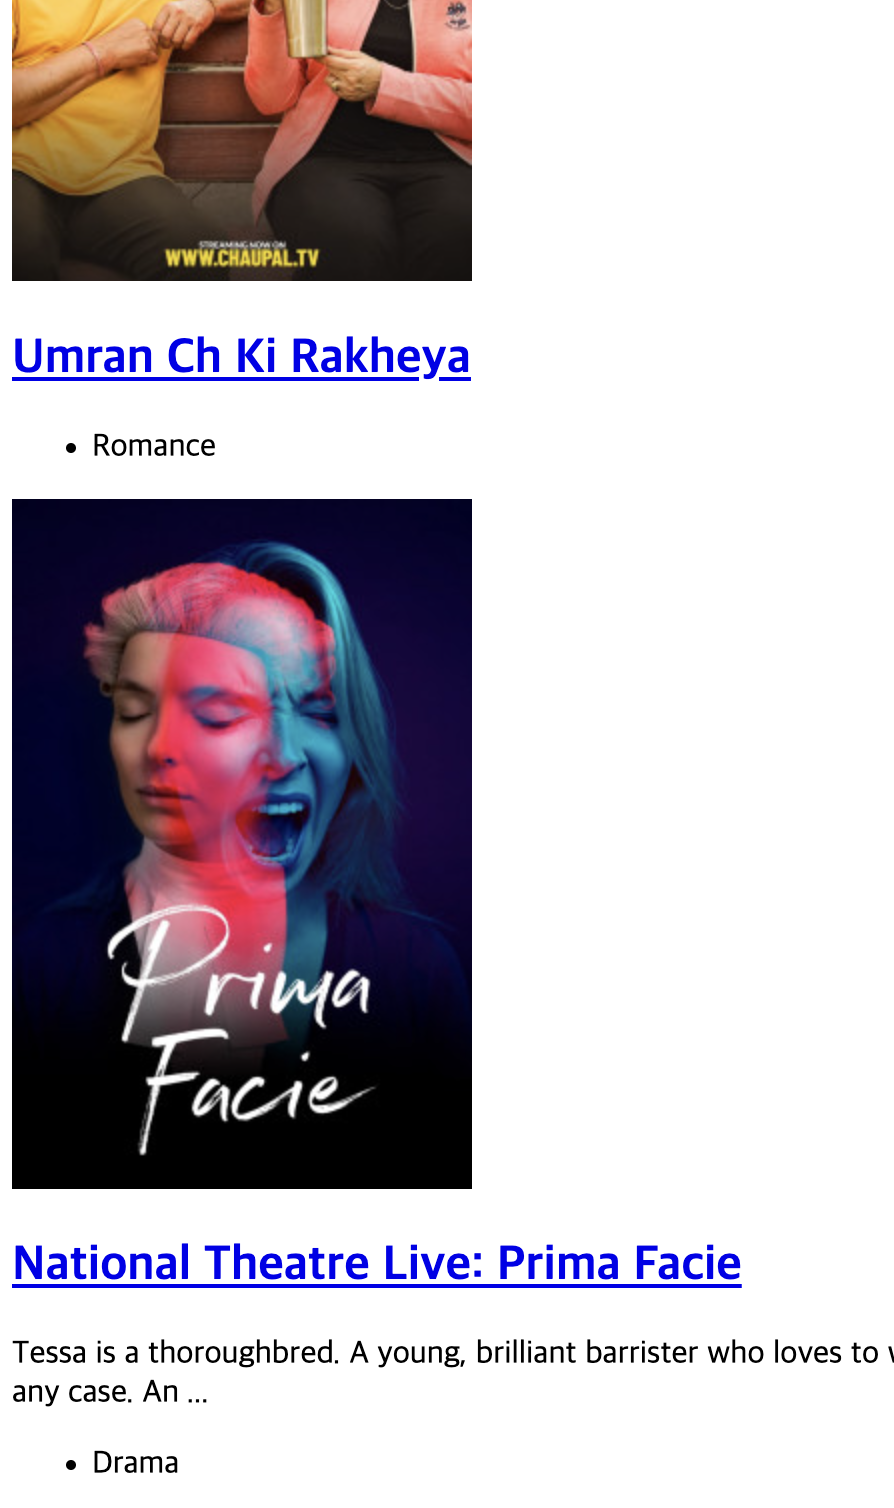 STREAMING NOW ON
WWW.CHAUPAL.TV
Umran Ch Ki Rakheya
Romance
Prima
Facie
National Theatre Live: Prima Facie
Tessa is a thoroughbred. A young, brilliant barrister who loves to
any case. An ...
Drama